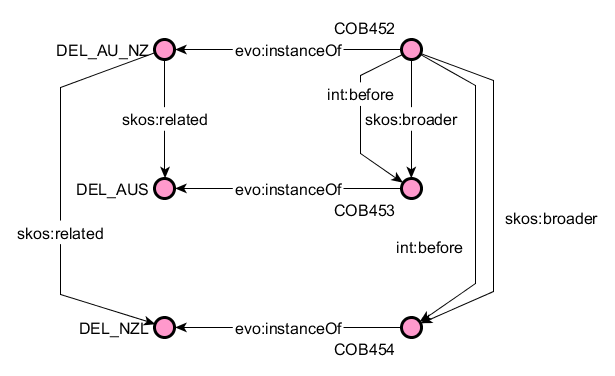 COB452
DEL_AU_NZ
evo:instanceOf
int:before
skos:related
skos:broader
DEL_AUS
evo:instanceOf
COB453
skos:related
skos:broader
int:before
DEL_NZL
evo:instanceOf
COB454